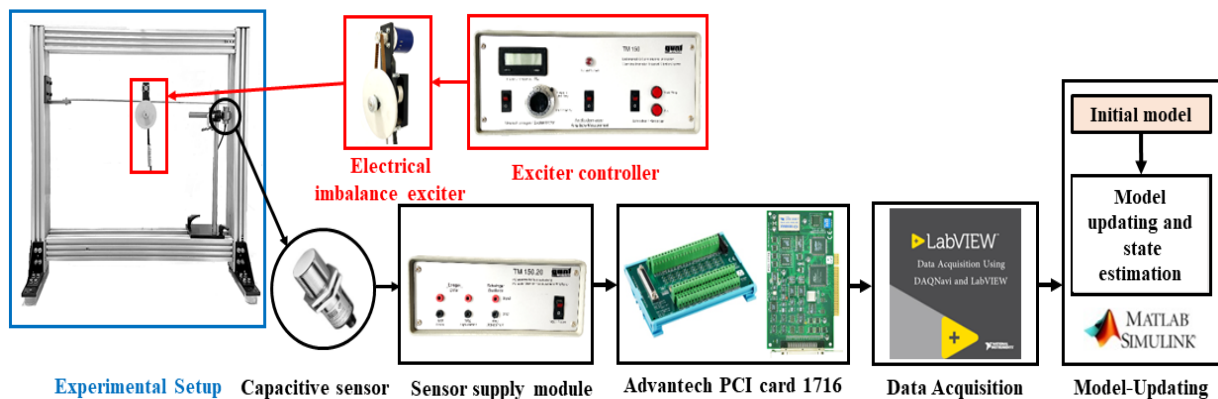 TM 150
gunt
Electrical
imbalance exciter
Exciter controller
Initial model
Model
updating and
state
estimation
MATLAB
SIMULINK
TM 150.20
gunt
LabVIEW
Data Acquisition Using
DAQNavi and LabVIEW
Experimental Setup
Capacitive sensor
Sensor supply module
Advantech PCI card 1716
Data Acquisition
Model-Updating